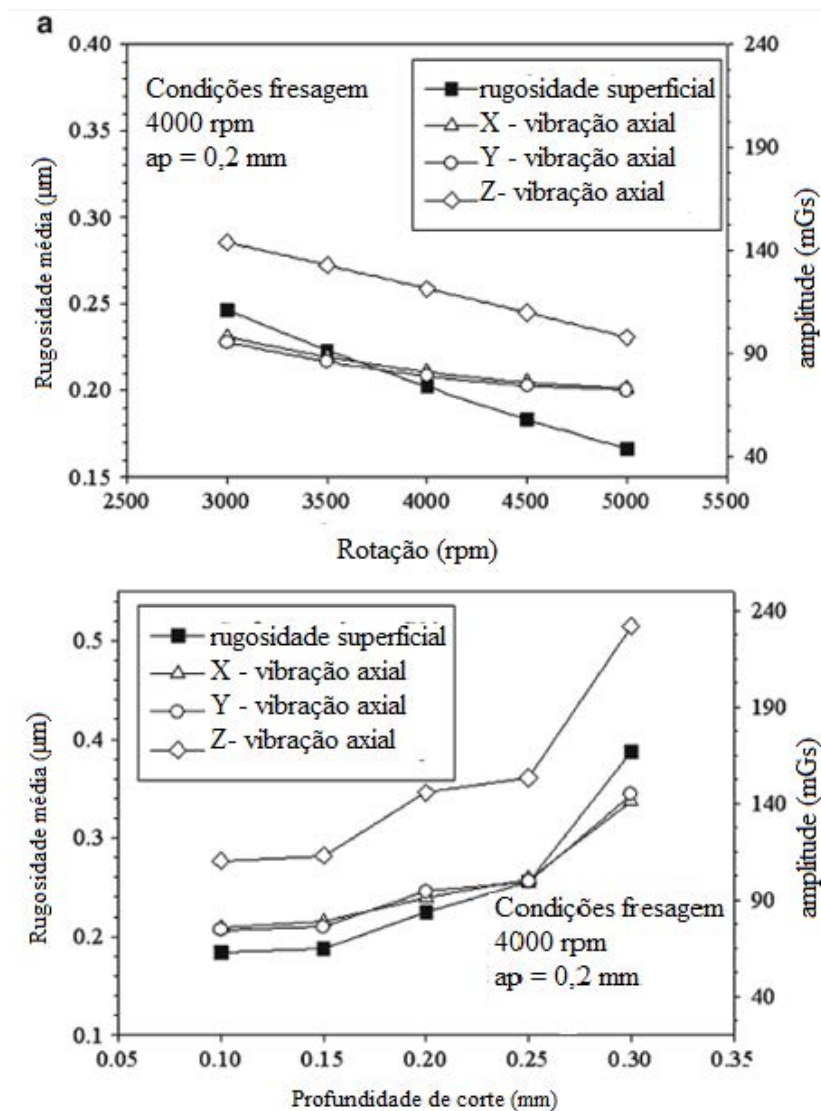 a
0.40
0.35
0.30
0.25
0.20
0.15
Rugosidade média (µm)
Condições fresagem
4000 rpm
ap = 0,2 mm
rugosidade superficial
X - vibração axial
Y - vibração axial
Z- vibração axial
240
190
140
90
40
amplitude (mGs)
2500 3000 3500 4000 4500 5000 5500
Rotação (rpm)
0.5
0.4
0.3
0.2
0.1
Rugosidade média (µm)
rugosidade superficial
X - vibração axial
Y - vibração axial
Z- vibração axial
Condições fresagem
4000 rpm
ap = 0,2 mm
240
190
140
90
40
amplitude (mGs)
0.05 0.10 0.15 0.20 0.25 0.30 0.35
Profundidade de corte (mm)